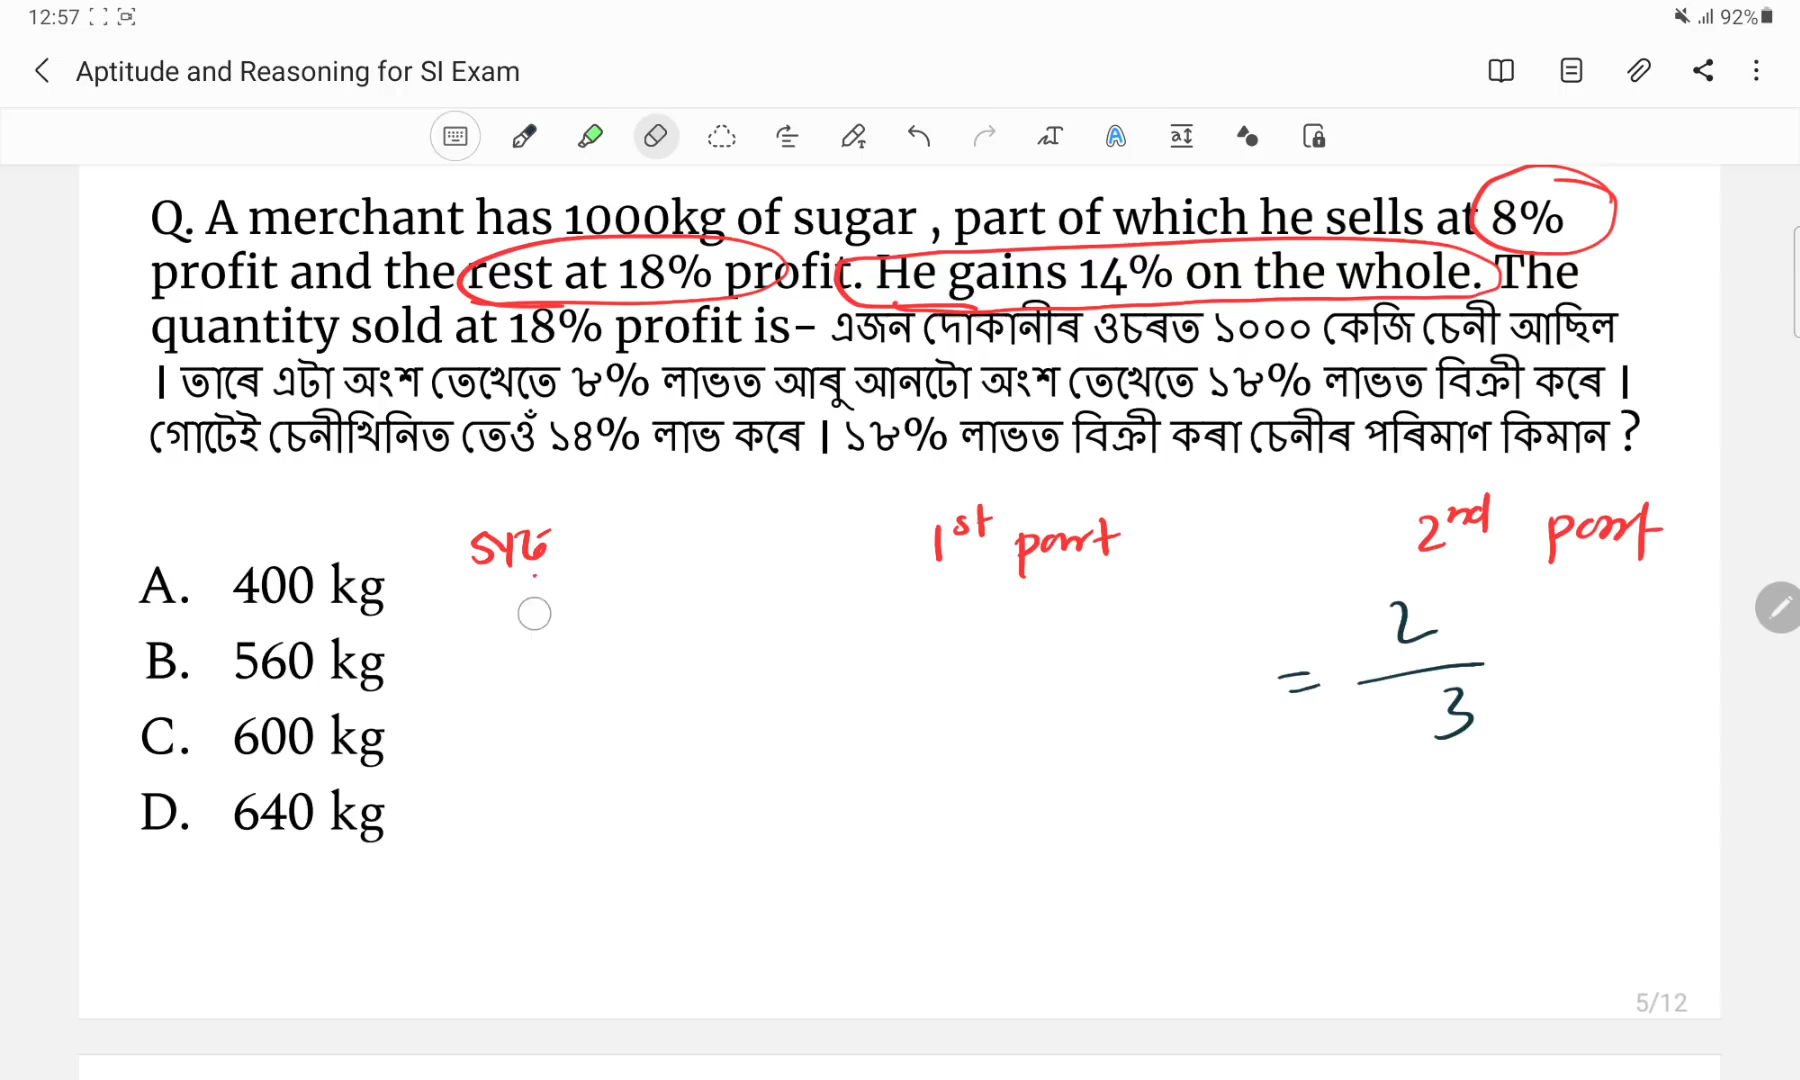 12:57
92%
Aptitude and Reasoning for SI Exam
Q. A merchant has 1000kg of sugar , part of which he sells at 8%
profit and the rest at 18% profit. He gains 14% on the whole. The
quantity sold at 18% profit is- এজন দোকানীৰ ওচৰত ১০০০ কেজি চেনী আছিল
। তাৰে এটা অংশ তেখেতে ৮% লাভত আৰু আনটো অংশ তেখেতে ১৮% লাভত বিক্ৰী কৰে ।
গোটেই চেনীখিনিত তেওঁ ১৪% লাভ কৰে । ১৮% লাভত বিক্ৰী কৰা চেনীৰ পৰিমাণ কিমান ?
1st part
2nd part
A. 400 kg
B. 560 kg
C. 600 kg
D. 640 kg
= 2
3
5/12